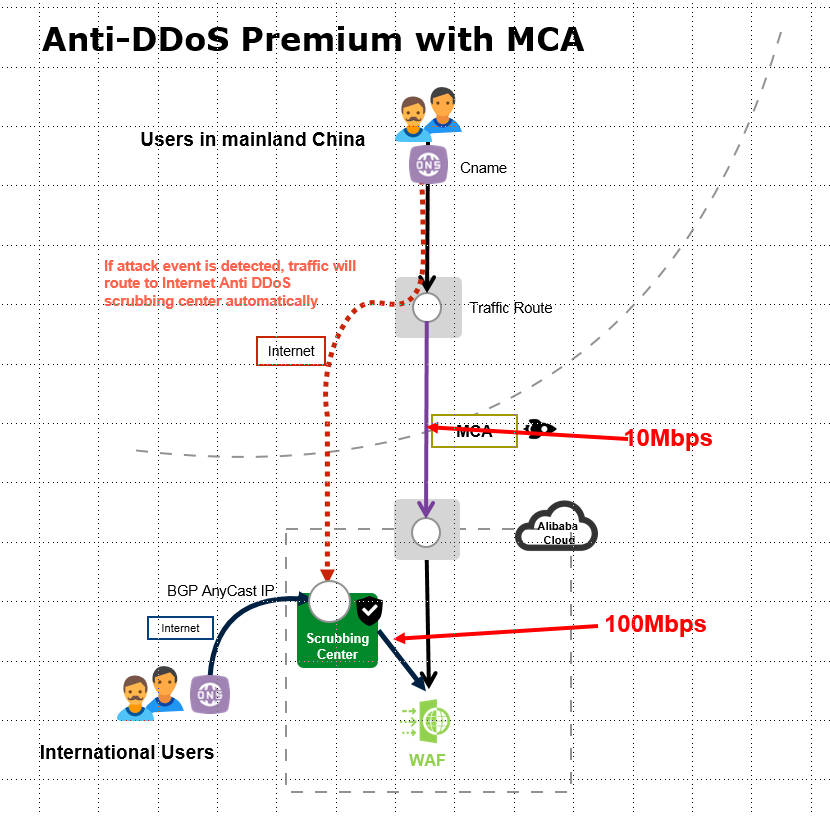 Anti-DDoS Premium with MCA
Users in mainland China
DNS
Cname
If attack event is detected, traffic will
route to Internet Anti DDoS
scrubbing center automatically
Traffic Route
Internet
MCA
10Mbps
Alibaba
Cloud
BGP AnyCast IP
Internet
Scrubbing
Center
100Mbps
DNS
International Users
WAF